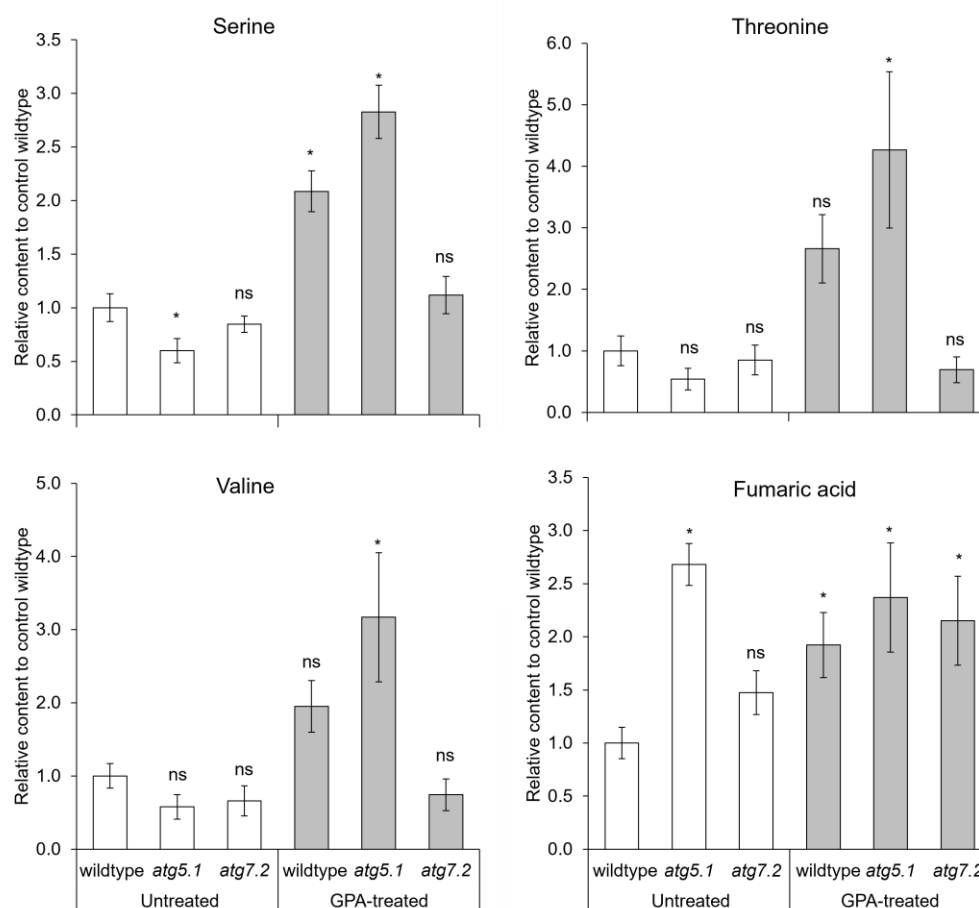 Serine
Relative content to control wildtype
3.5
3.0
2.5
2.0
1.5
1.0
0.5
0.0
*
ns
*
*
ns
Threonine
Relative content to control wildtype
6.0
5.0
4.0
3.0
2.0
1.0
0.0
ns
ns
ns
*
ns
Valine
Relative content to control wildtype
5.0
4.0
3.0
2.0
1.0
0.0
ns
ns
ns
*
ns
wildtype atg5.1 atg7.2 wildtype atg5.1 atg7.2
Untreated GPA-treated
Fumaric acid
Relative content to control wildtype
3.5
3.0
2.5
2.0
1.5
1.0
0.5
0.0
*
ns
*
*
*
wildtype atg5.1 atg7.2 wildtype atg5.1 atg7.2
Untreated GPA-treated